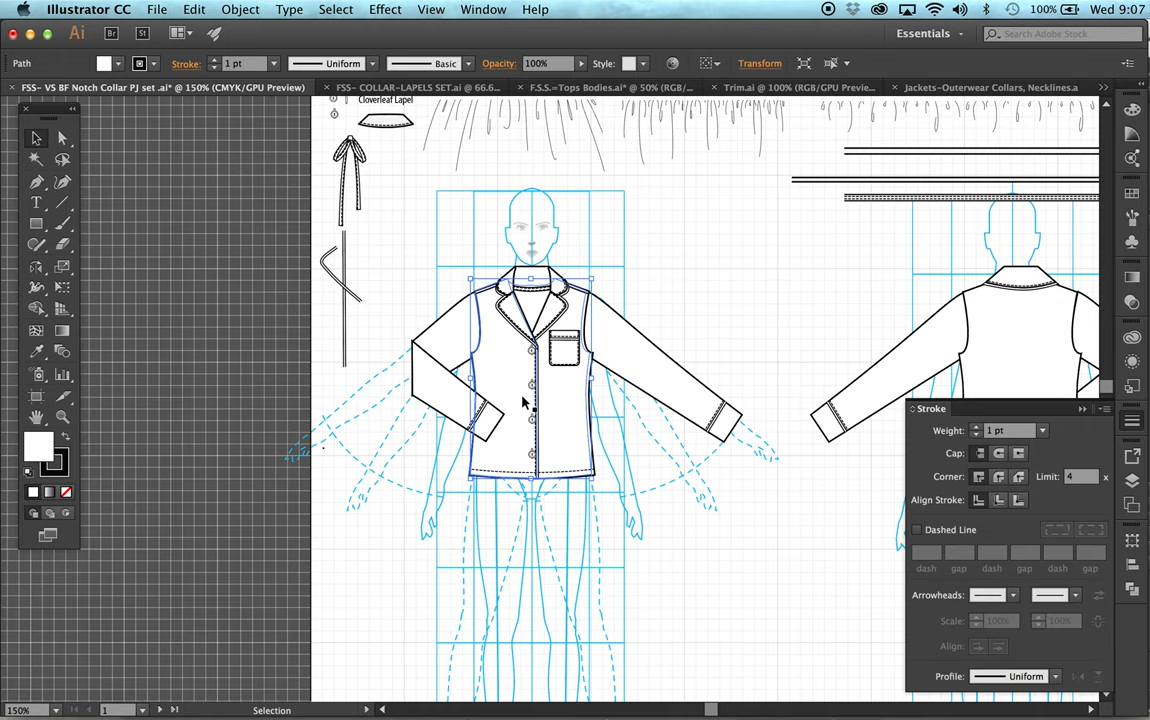 Illustrator CC File Edit Object Type Select Effect View Window Help 100% Wed 9:07
Ai Br St Essentials Search Adobe Stock
Path Stroke: 1 pt Uniform Basic Opacity: 100% Style: Transform
FSS- VS BF Notch Collar PJ set .ai* @ 150% (CMYK/GPU Preview) FSS- COLLAR-LAPELS SET.ai @ 66.6... F.S.S.=Tops Bodies.ai* @ 50% (RGB/... Trim.ai @ 100% (RGB/GPU Previe... Jackets-Outerwear Collars, Necklines.a
Cloverleaf Lapel
Stroke
Weight: 1 pt
Cap:
Corner: Limit: 4 x
Align Stroke:
Dashed Line
dash gap dash gap dash gap
Arrowheads:
Scale: 100% 100%
Align:
Profile: Uniform
150% 1 Selection